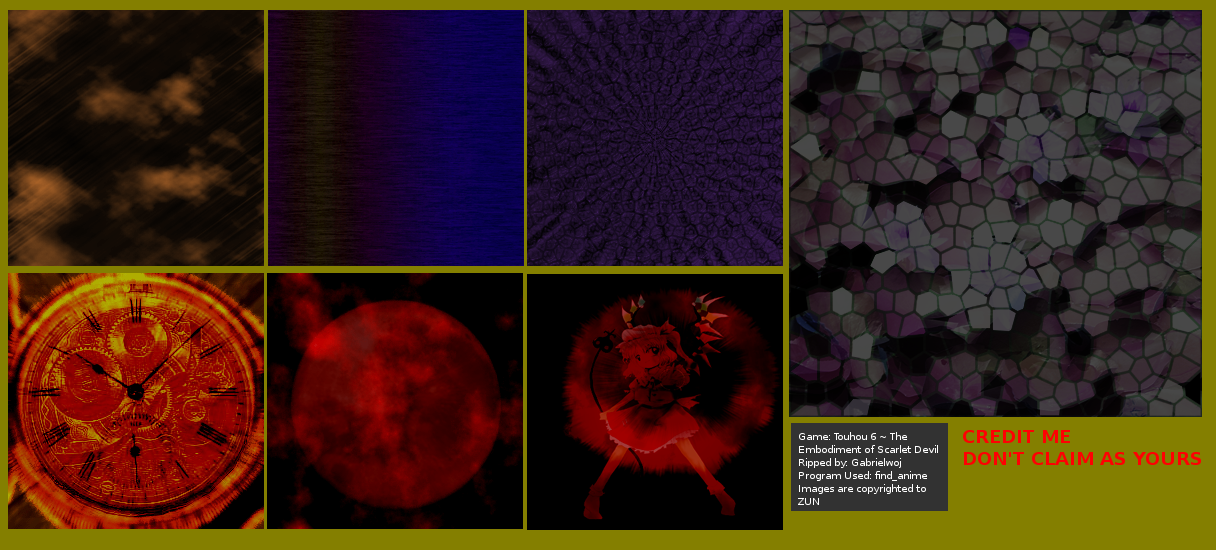 Game: Touhou 6 ~ The
Embodiment of Scarlet Devil
Ripped by: Gabrielwoj
Program Used: find_anime
Images are copyrighted to
ZUN
CREDIT ME
DON'T CLAIM AS YOURS